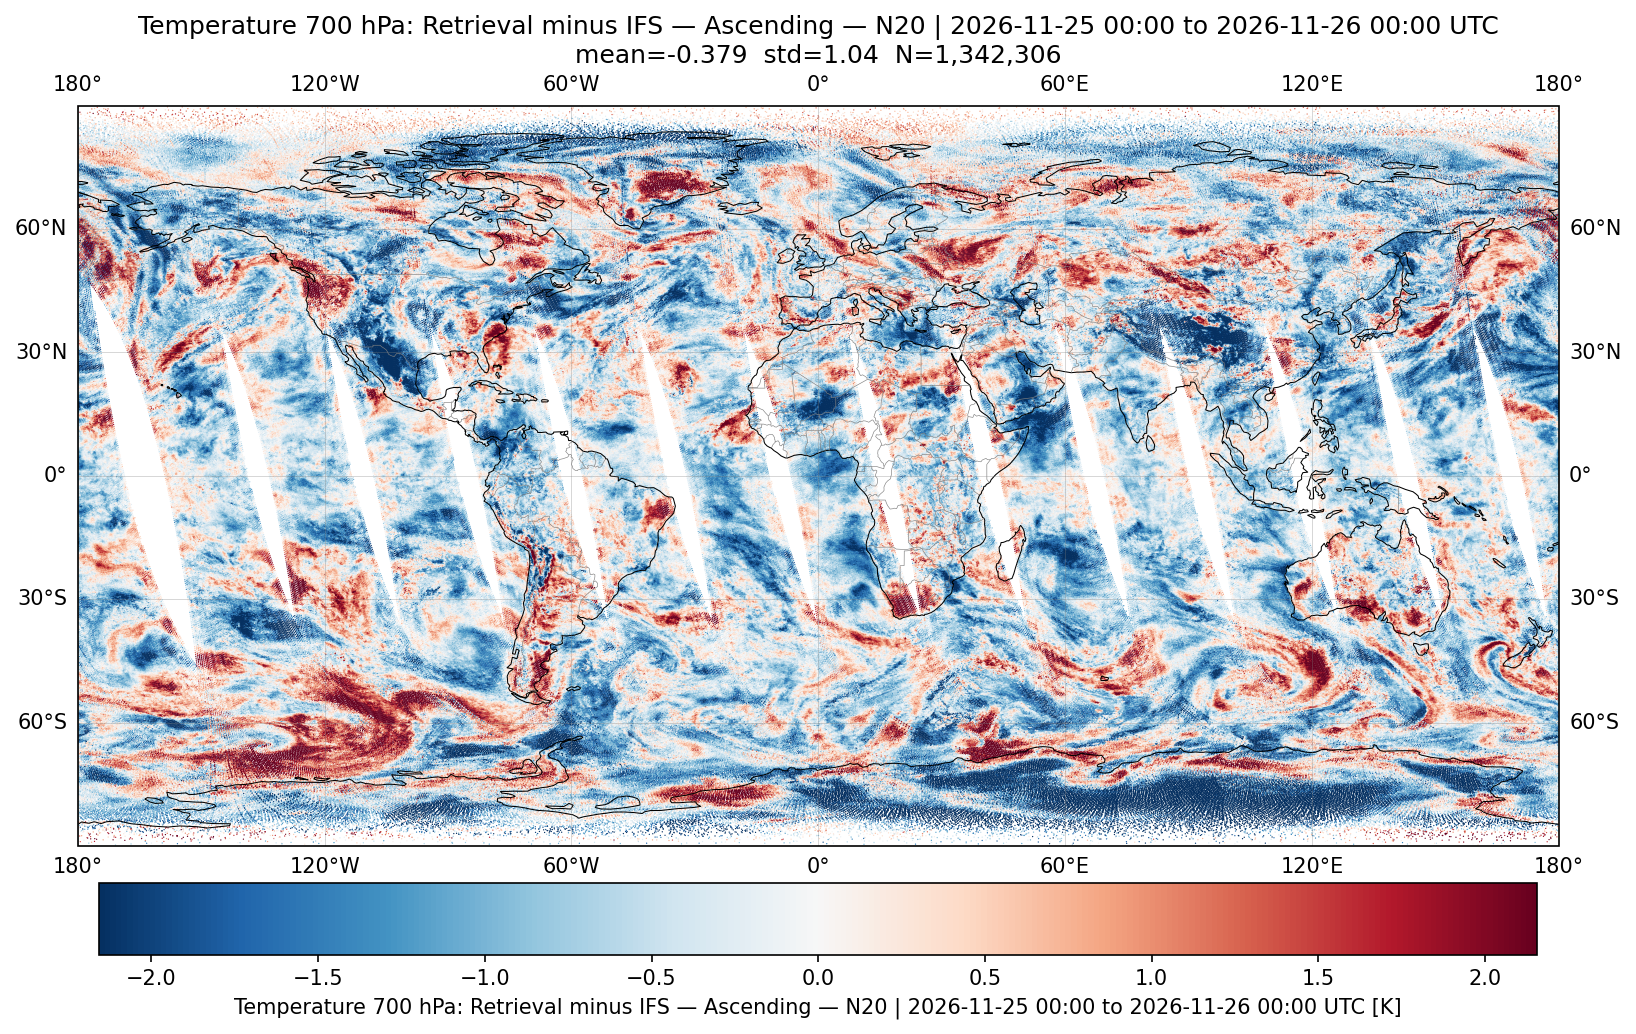 Temperature 700 hPa: Retrieval minus IFS — Ascending — N20 | 2026-11-25 00:00 to 2026-11-26 00:00 UTC
mean=-0.379  std=1.04  N=1,342,306
180° 120°W 60°W 0° 60°E 120°E 180°
60°N 60°N
30°N 30°N
0° 0°
30°S 30°S
60°S 60°S
180° 120°W 60°W 0° 60°E 120°E 180°
−2.0 −1.5 −1.0 −0.5 0.0 0.5 1.0 1.5 2.0
Temperature 700 hPa: Retrieval minus IFS — Ascending — N20 | 2026-11-25 00:00 to 2026-11-26 00:00 UTC [K]